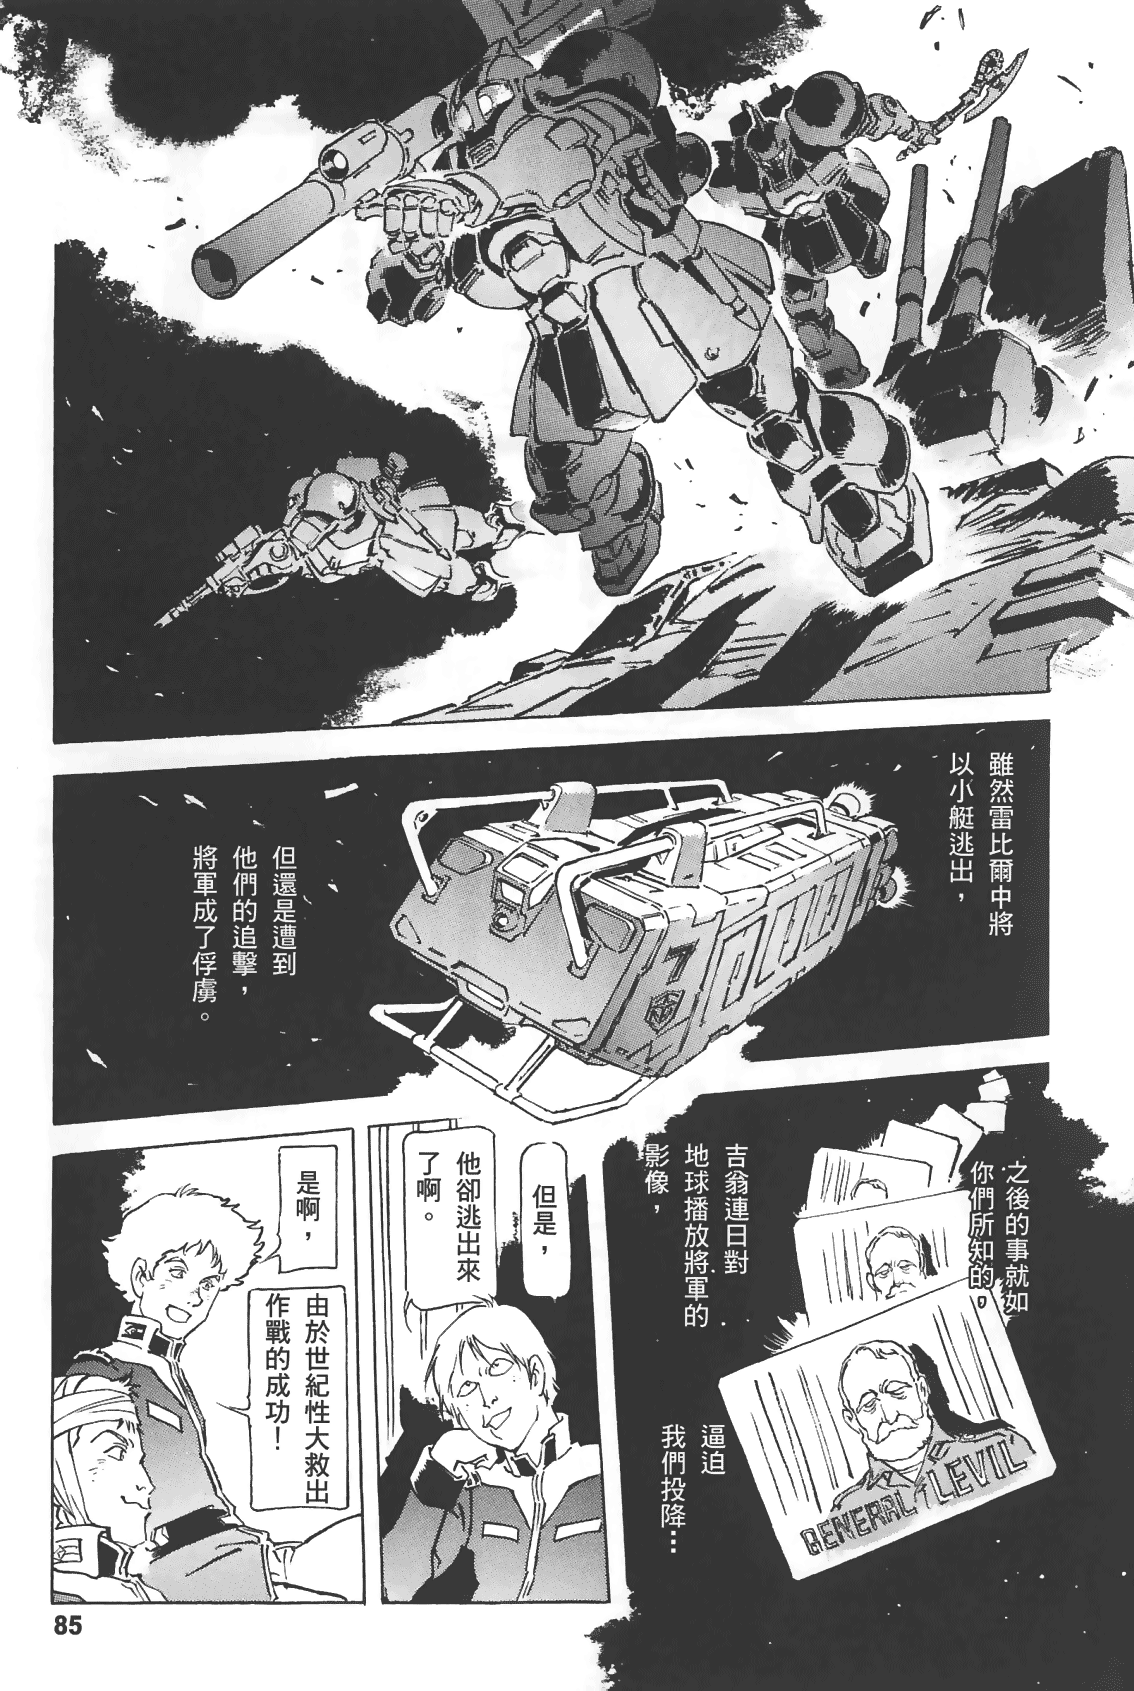 雖然雷比爾中將
以小艇逃出，
但還是遭到
他們的追擊，
將軍成了俘虜。
7
之後的事就如
你們所知的，
GENERAL LEVIL
吉翁連日對
地球播放將軍的
影像，
逼迫
我們投降…
但是，
他卻逃出來
了啊。
是啊，
由於世紀性大救出
作戰的成功！
85